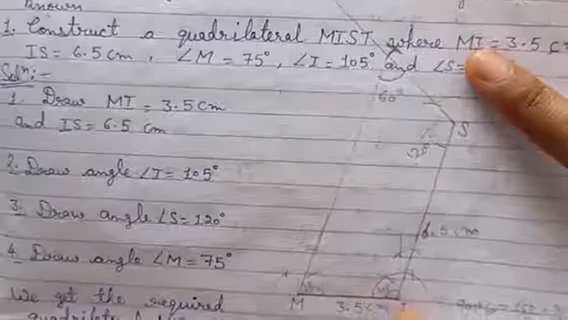 known
1. Construct a quadrilateral MIST where MI = 3.5 c
IS = 6.5 cm, ∠M = 75°, ∠I = 105° and ∠S =
Soln:-
1. Draw MI = 3.5 cm
and IS = 6.5 cm
2. Draw angle ∠I = 105°
3. Draw angle ∠S = 120°
4. Draw angle ∠M = 75°
We get the required
60°
S
6.5 cm
M 3.5 cm I